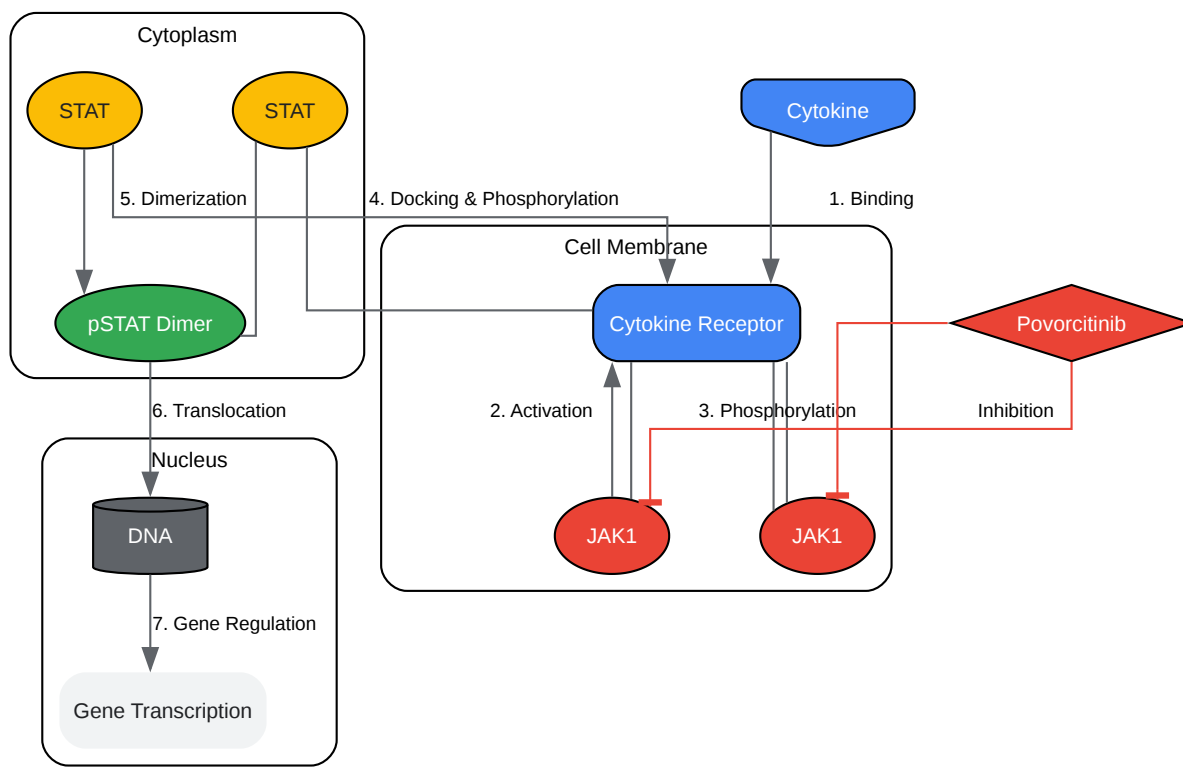 Cytoplasm
STAT
STAT
Cytokine
5. Dimerization
4. Docking & Phosphorylation
1. Binding
Cell Membrane
pSTAT Dimer
Cytokine Receptor
Povorcitinib
6. Translocation
2. Activation
3. Phosphorylation
Inhibition
Nucleus
DNA
JAK1
JAK1
7. Gene Regulation
Gene Transcription